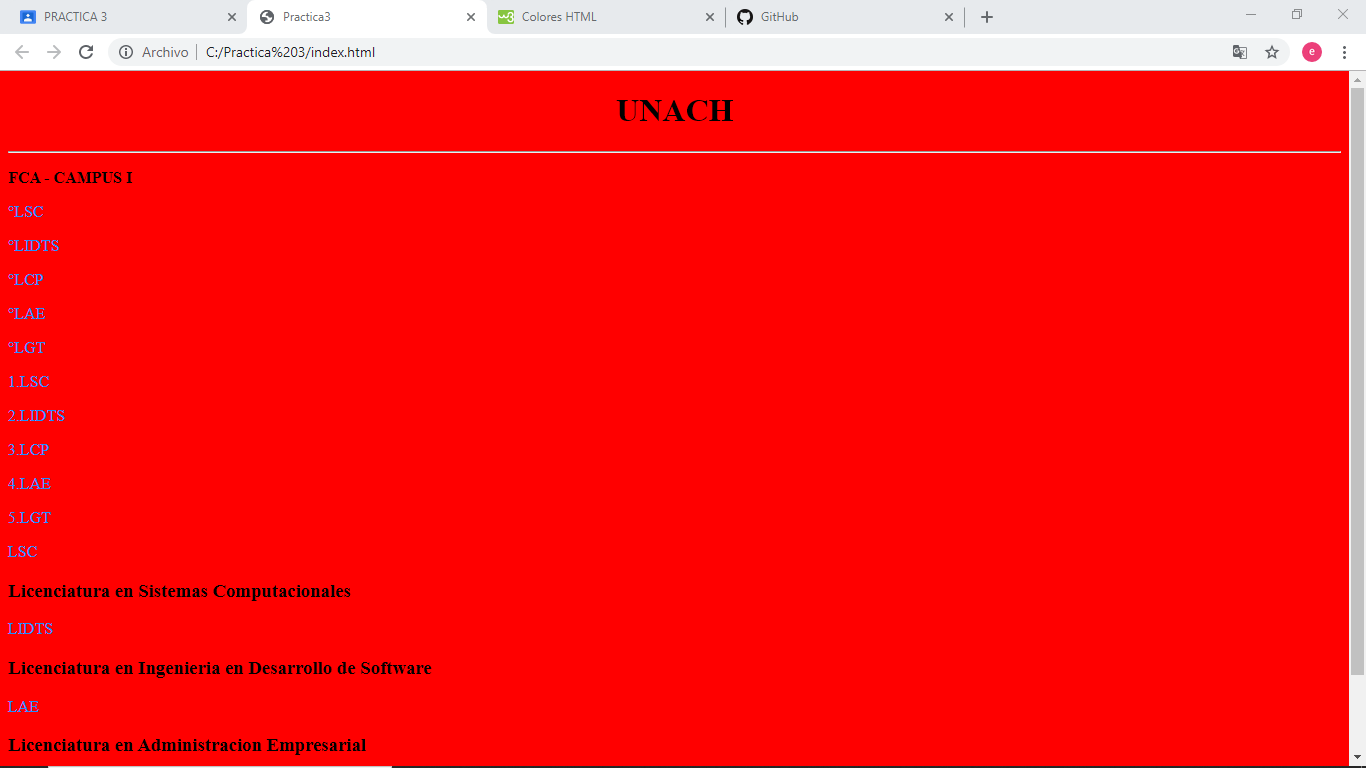 PRACTICA 3
Practica3
Colores HTML
GitHub
Archivo
C:/Practica%203/index.html
e
UNACH
FCA - CAMPUS I
°LSC
°LIDTS
°LCP
°LAE
°LGT
1.LSC
2.LIDTS
3.LCP
4.LAE
5.LGT
LSC
Licenciatura en Sistemas Computacionales
LIDTS
Licenciatura en Ingenieria en Desarrollo de Software
LAE
Licenciatura en Administracion Empresarial